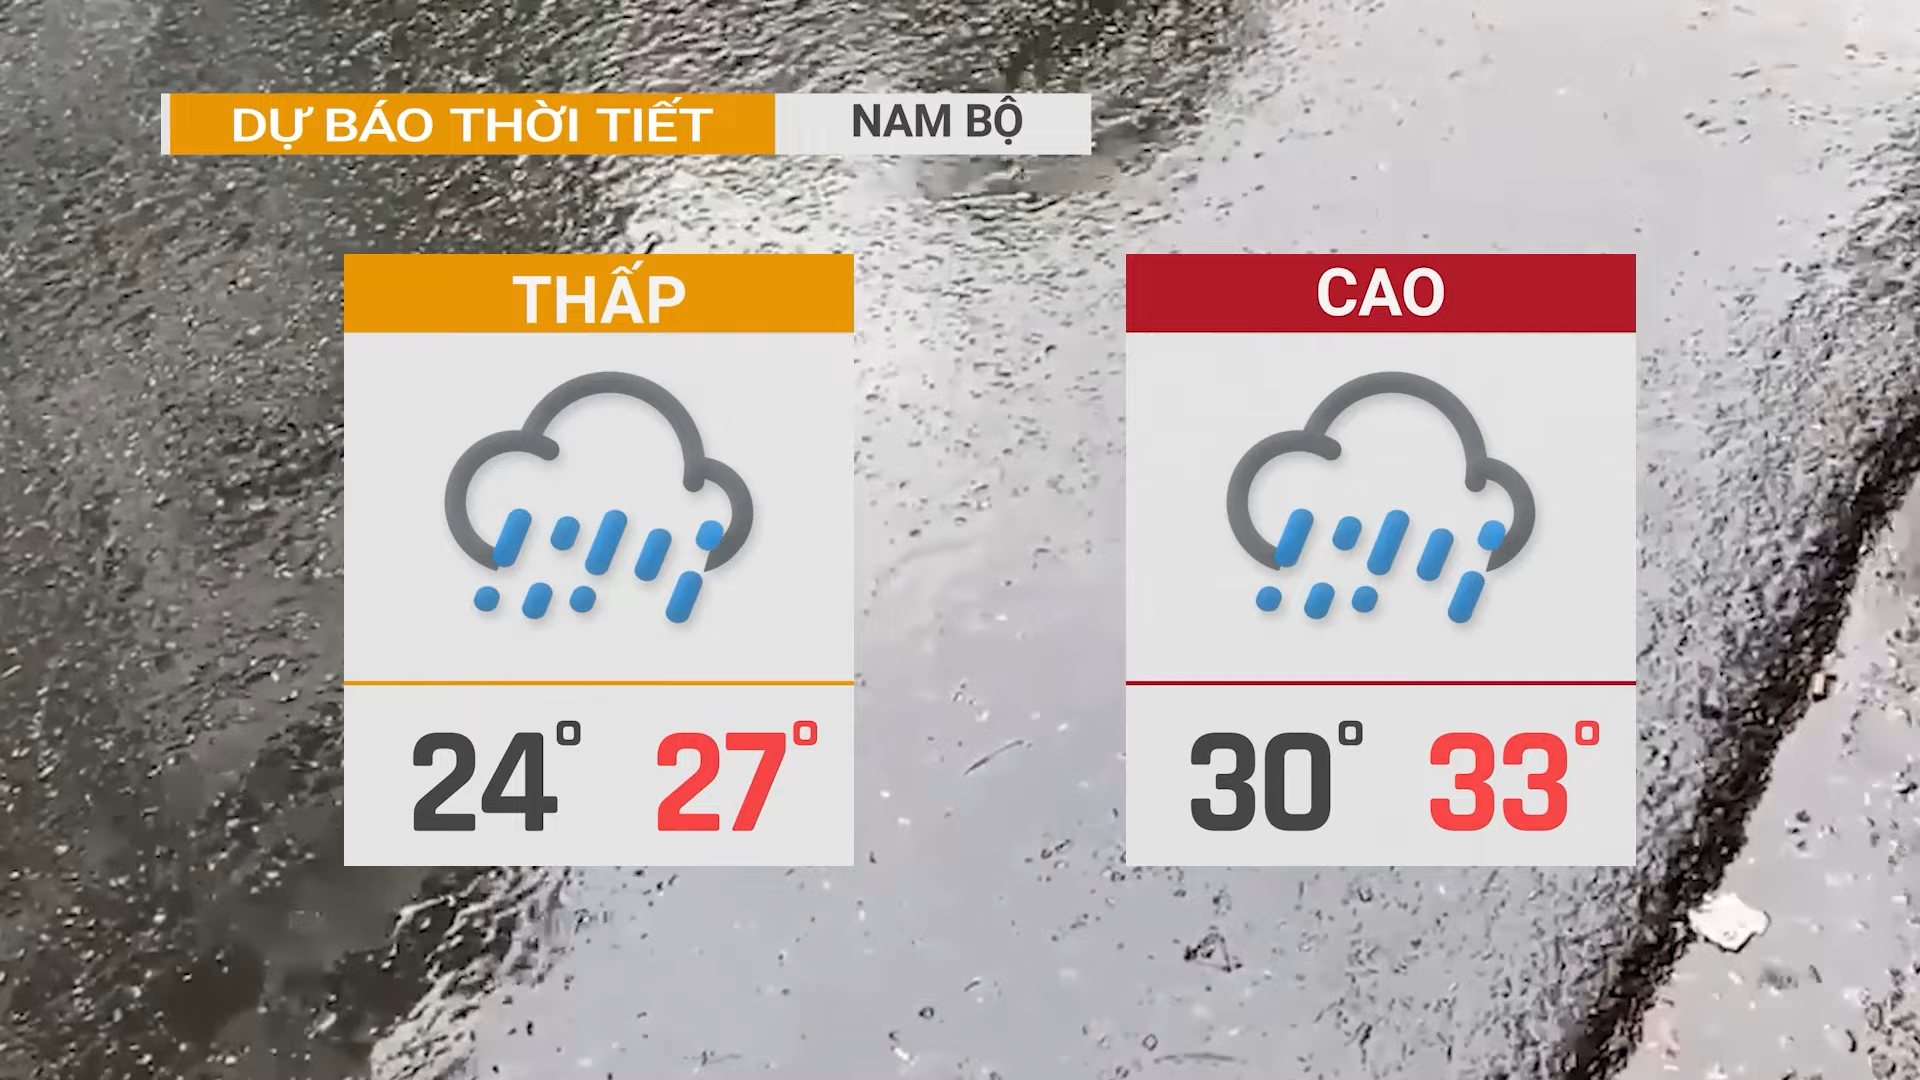 DỰ BÁO THỜI TIẾT NAM BỘ
THẤP
24° 27°
CAO
30° 33°